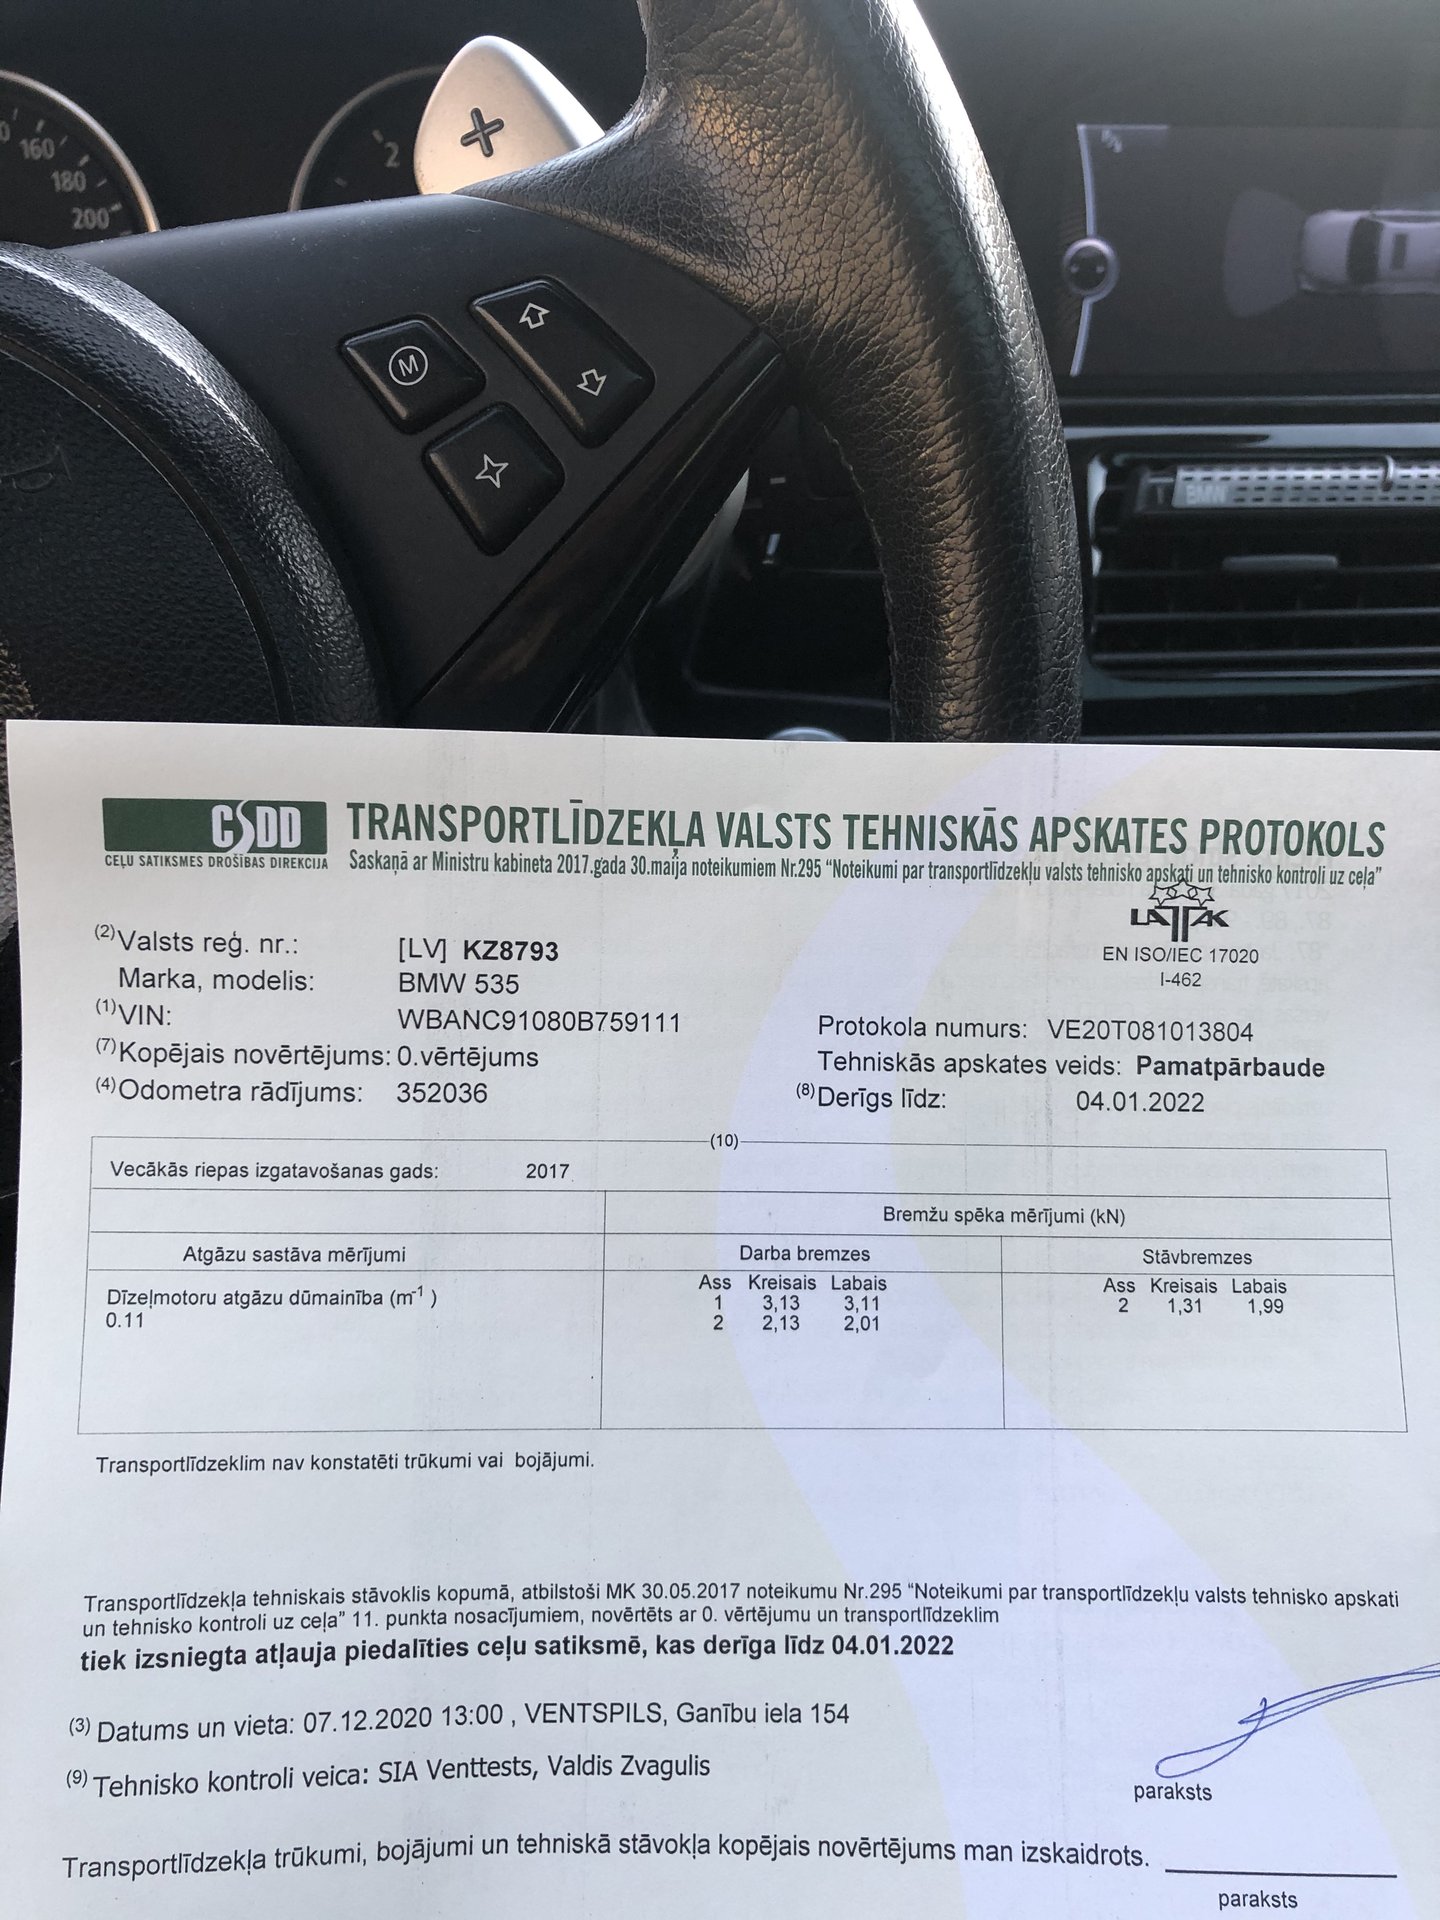 160
180
200
2
M
BMW
CSDD
CEĻU SATIKSMES DROŠĪBAS DIREKCIJA
TRANSPORTLĪDZEKĻA VALSTS TEHNISKĀS APSKATES PROTOKOLS
Saskaņā ar Ministru kabineta 2017.gada 30.maija noteikumiem Nr.295 “Noteikumi par transportlīdzekļu valsts tehnisko apskati un tehnisko kontroli uz ceļa”
LATAK
EN ISO/IEC 17020
I-462
(2) Valsts reģ. nr.: [LV] KZ8793
Marka, modelis: BMW 535
(1) VIN: WBANC91080B759111
(7) Kopējais novērtējums: 0.vērtējums
(4) Odometra rādījums: 352036
Protokola numurs: VE20T081013804
Tehniskās apskates veids: Pamatpārbaude
(8) Derīgs līdz: 04.01.2022
(10)
Vecākās riepas izgatavošanas gads: 2017
Bremžu spēka mērījumi (kN)
Atgāzu sastāva mērījumi Darba bremzes Stāvbremzes
Dīzeļmotoru atgāzu dūmainība (m-1 )
0.11
Ass Kreisais Labais
1 3,13 3,11
2 2,13 2,01
Ass Kreisais Labais
2 1,31 1,99
Transportlīdzeklim nav konstatēti trūkumi vai bojājumi.
Transportlīdzekļa tehniskais stāvoklis kopumā, atbilstoši MK 30.05.2017 noteikumu Nr.295 “Noteikumi par transportlīdzekļu valsts tehnisko apskati
un tehnisko kontroli uz ceļa” 11. punkta nosacījumiem, novērtēts ar 0. vērtējumu un transportlīdzeklim
tiek izsniegta atļauja piedalīties ceļu satiksmē, kas derīga līdz 04.01.2022
(3) Datums un vieta: 07.12.2020 13:00 , VENTSPILS, Ganību iela 154
(9) Tehnisko kontroli veica: SIA Venttests, Valdis Zvagulis
paraksts
Transportlīdzekļa trūkumi, bojājumi un tehniskā stāvokļa kopējais novērtējums man izskaidrots.
paraksts